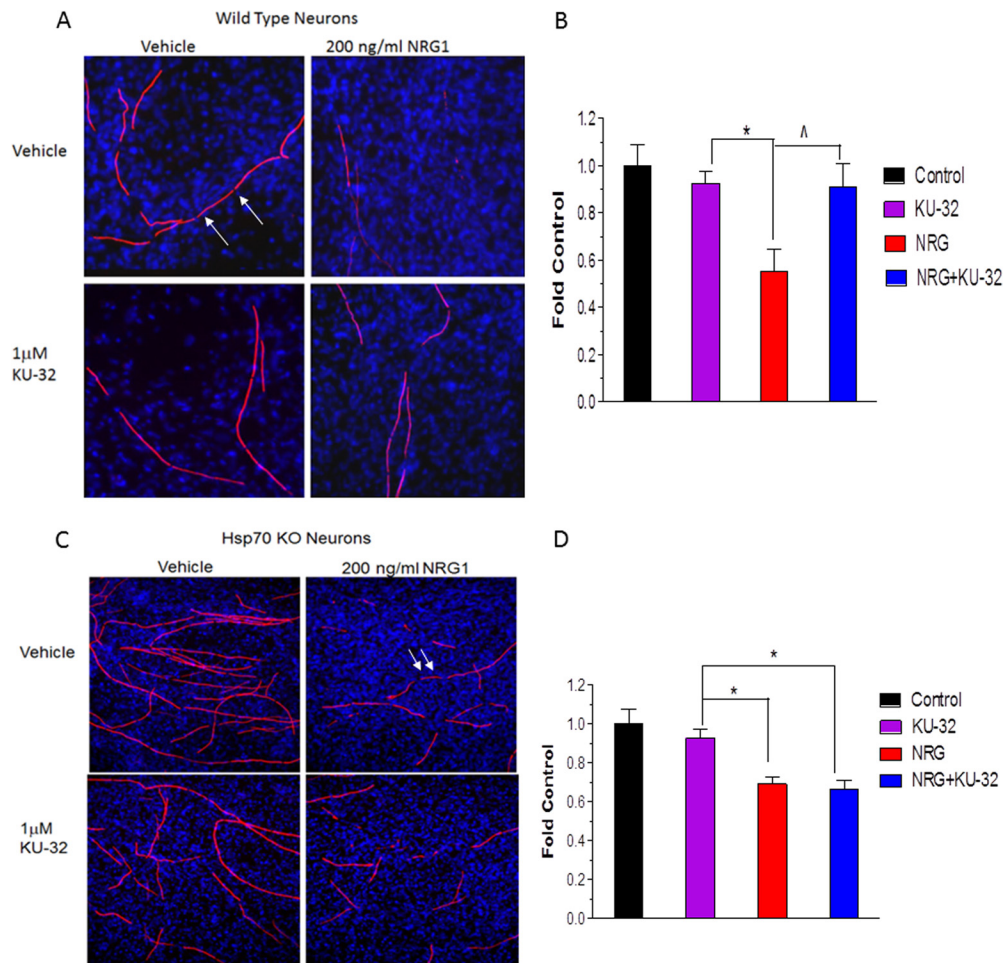 A
Wild Type Neurons
Vehicle
200 ng/ml NRG1
Vehicle
1μM
KU-32
B
Fold Control
1.2
1.0
0.8
0.6
0.4
0.2
0.0
*
^
Control
KU-32
NRG
NRG+KU-32
C
Hsp70 KO Neurons
Vehicle
200 ng/ml NRG1
Vehicle
1μM
KU-32
D
Fold Control
1.2
1.0
0.8
0.6
0.4
0.2
0.0
*
*
Control
KU-32
NRG
NRG+KU-32